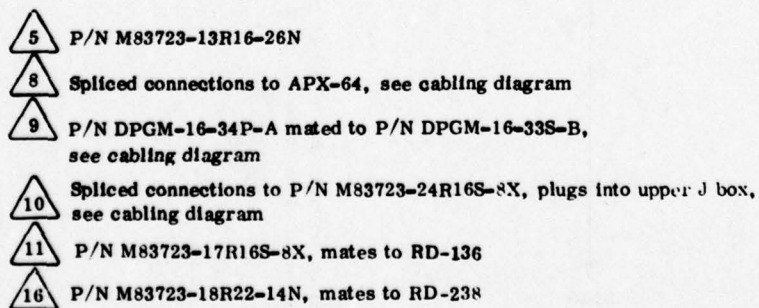 5 P/N M83723-13R16-26N
8 Spliced connections to APX-64, see cabling diagram
9 P/N DPGM-16-34P-A mated to P/N DPGM-16-33S-B,
see cabling diagram
10 Spliced connections to P/N M83723-24R16S-8X, plugs into upper J box,
see cabling diagram
11 P/N M83723-17R16S-8X, mates to RD-136
16 P/N M83723-18R22-14N, mates to RD-238